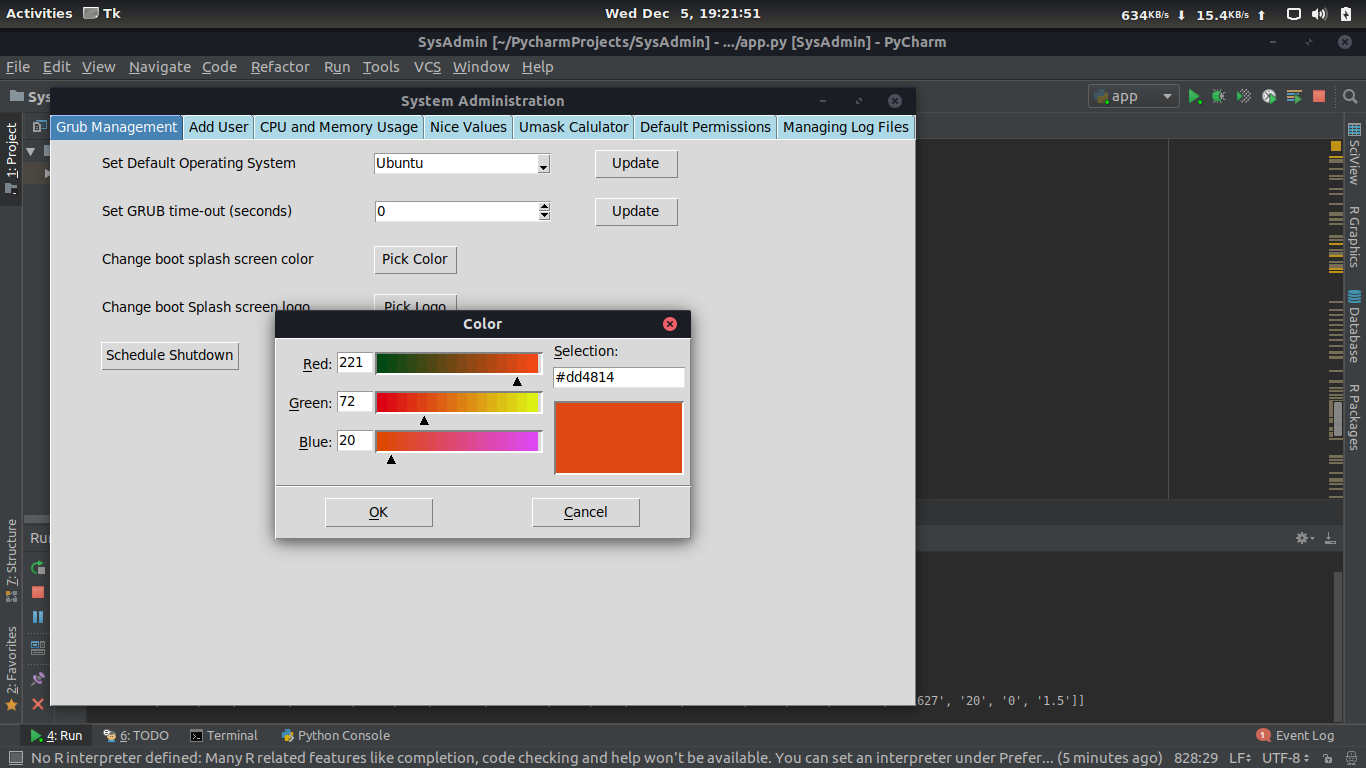 Activities Tk Wed Dec 5, 19:21:51 634KB/s 15.4KB/s
SysAdmin [~/PycharmProjects/SysAdmin] - .../app.py [SysAdmin] - PyCharm
File Edit View Navigate Code Refactor Run Tools VCS Window Help
Sys
System Administration
app
Grub Management Add User CPU and Memory Usage Nice Values Umask Calulator Default Permissions Managing Log Files
1: Project
Set Default Operating System Ubuntu Update
Set GRUB time-out (seconds) 0 Update
Change boot splash screen color Pick Color
Change boot Splash screen logo Pick Logo
Schedule Shutdown
Color
Red: 221
Green: 72
Blue: 20
Selection:
#dd4814
OK Cancel
SciView
R Graphics
Database
R Packages
7: Structure
2: Favorites
Ru
627', '20', '0', '1.5']]
4: Run 6: TODO Terminal Python Console 1 Event Log
No R interpreter defined: Many R related features like completion, code checking and help won't be available. You can set an interpreter under Prefer... (5 minutes ago) 828:29 LF UTF-8